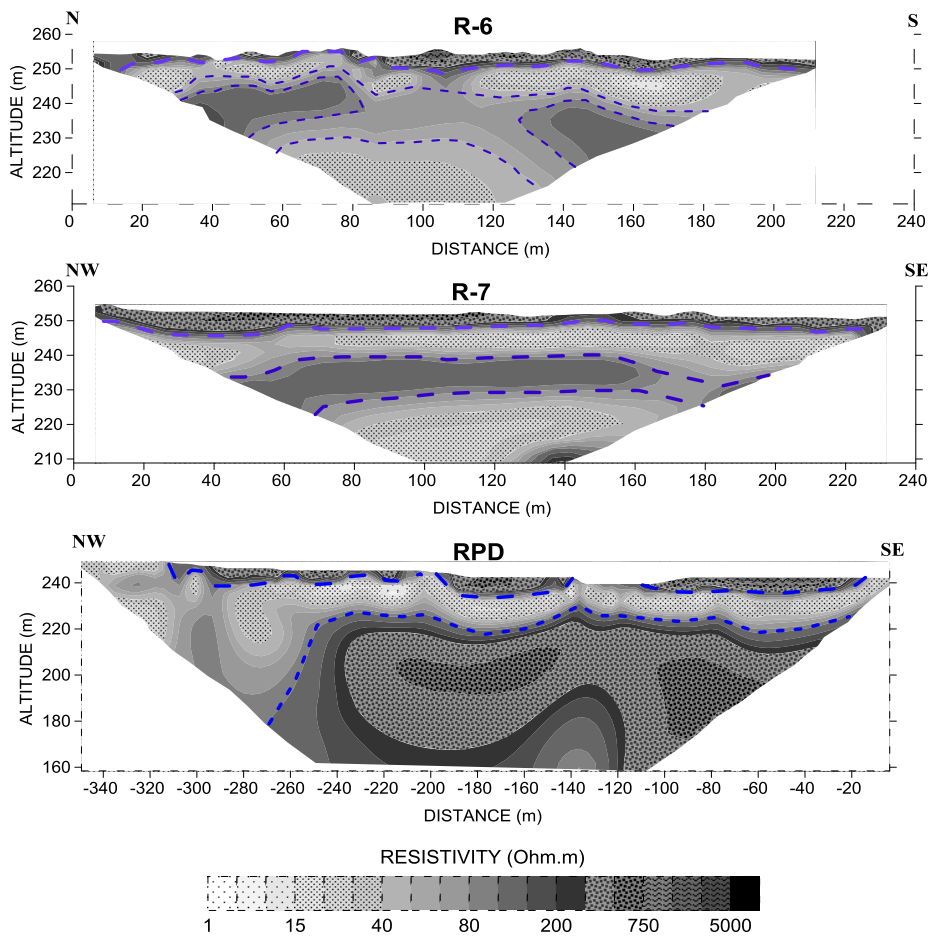 N R-6 S
260
250
240
230
220
ALTITUDE (m)
0 20 40 60 80 100 120 140 160 180 200 220 240
DISTANCE (m)
NW R-7 SE
260
250
240
230
220
210
ALTITUDE (m)
0 20 40 60 80 100 120 140 160 180 200 220 240
DISTANCE (m)
NW RPD SE
240
220
200
180
160
ALTITUDE (m)
-340 -320 -300 -280 -260 -240 -220 -200 -180 -160 -140 -120 -100 -80 -60 -40 -20
DISTANCE (m)
RESISTIVITY (Ohm.m)
1 15 40 80 200 750 5000